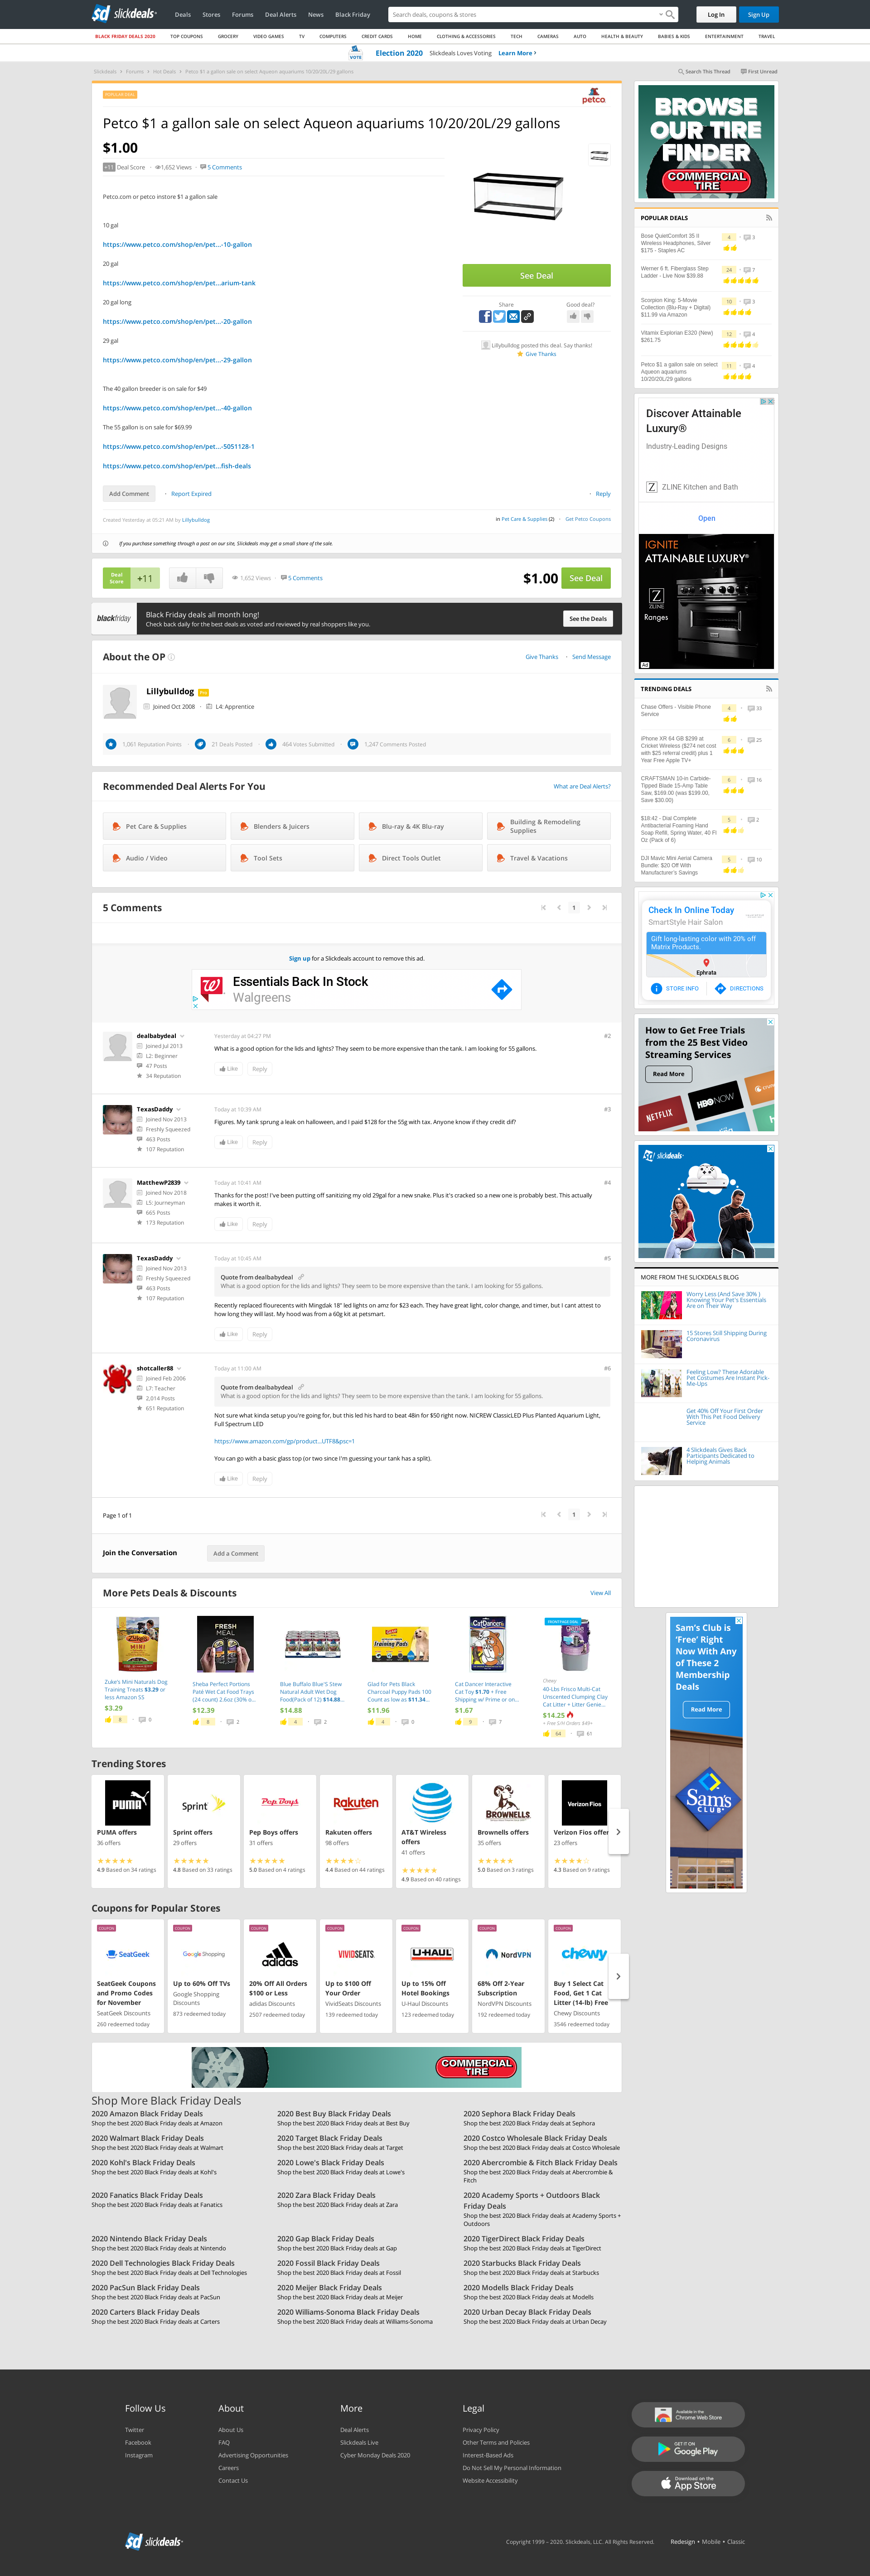 slickdeals
Deals
Stores
Forums
Deal Alerts
News
Black Friday
Search deals, coupons & stores
Log In
Sign Up
BLACK FRIDAY DEALS 2020
TOP COUPONS
GROCERY
VIDEO GAMES
TV
COMPUTERS
CREDIT CARDS
HOME
CLOTHING & ACCESSORIES
TECH
CAMERAS
AUTO
HEALTH & BEAUTY
BABIES & KIDS
ENTERTAINMENT
TRAVEL
VOTE
Election 2020 Slickdeals Loves Voting Learn More
Slickdeals
Forums
Hot Deals
Petco $1 a gallon sale on select Aqueon aquariums 10/20/20L/29 gallons
Search This Thread
First Unread
POPULAR DEAL
petco
Petco $1 a gallon sale on select Aqueon aquariums 10/20/20L/29 gallons
$1.00
+11 Deal Score
1,652 Views
5 Comments
Petco.com or petco instore $1 a gallon sale
10 gal
https://www.petco.com/shop/en/pet...-10-gallon
20 gal
https://www.petco.com/shop/en/pet...arium-tank
20 gal long
https://www.petco.com/shop/en/pet...-20-gallon
29 gal
https://www.petco.com/shop/en/pet...-29-gallon
The 40 gallon breeder is on sale for $49
https://www.petco.com/shop/en/pet...-40-gallon
The 55 gallon is on sale for $69.99
https://www.petco.com/shop/en/pet...-5051128-1
https://www.petco.com/shop/en/pet...fish-deals
See Deal
Share
Good deal?
Lillybulldog posted this deal. Say thanks!
Give Thanks
Add Comment
Report Expired
Reply
Created Yesterday at 05:21 AM by Lillybulldog
in Pet Care & Supplies (2)
Get Petco Coupons
If you purchase something through a post on our site, Slickdeals may get a small share of the sale.
Deal Score
+11
1,652 Views
5 Comments
$1.00
See Deal
blackfriday
Black Friday deals all month long!
Check back daily for the best deals as voted and reviewed by real shoppers like you.
See the Deals
About the OP
Give Thanks
Send Message
Lillybulldog
Pro
Joined Oct 2008
L4: Apprentice
1,061 Reputation Points
21 Deals Posted
464 Votes Submitted
1,247 Comments Posted
Recommended Deal Alerts For You
What are Deal Alerts?
Pet Care & Supplies
Blenders & Juicers
Blu-ray & 4K Blu-ray
Building & Remodeling Supplies
Audio / Video
Tool Sets
Direct Tools Outlet
Travel & Vacations
5 Comments
1
Sign up for a Slickdeals account to remove this ad.
Essentials Back In Stock
Walgreens
dealbabydeal
Joined Jul 2013
L2: Beginner
47 Posts
34 Reputation
Yesterday at 04:27 PM
#2
What is a good option for the lids and lights? They seem to be more expensive than the tank. I am looking for 55 gallons.
Like
Reply
TexasDaddy
Joined Nov 2013
Freshly Squeezed
463 Posts
107 Reputation
Today at 10:39 AM
#3
Figures. My tank sprung a leak on halloween, and I paid $128 for the 55g with tax. Anyone know if they credit dif?
Like
Reply
MatthewP2839
Joined Nov 2018
L5: Journeyman
665 Posts
173 Reputation
Today at 10:41 AM
#4
Thanks for the post! I've been putting off sanitizing my old 29gal for a new snake. Plus it's cracked so a new one is probably best. This actually
makes it worth it.
Like
Reply
TexasDaddy
Joined Nov 2013
Freshly Squeezed
463 Posts
107 Reputation
Today at 10:45 AM
#5
Quote from dealbabydeal
What is a good option for the lids and lights? They seem to be more expensive than the tank. I am looking for 55 gallons.
Recently replaced flourecents with Mingdak 18" led lights on amz for $23 each. They have great light, color change, and timer, but I cant attest to
how long they will last. My hood was from a 60g kit at petsmart.
Like
Reply
shotcaller88
Joined Feb 2006
L7: Teacher
2,014 Posts
651 Reputation
Today at 11:00 AM
#6
Quote from dealbabydeal
What is a good option for the lids and lights? They seem to be more expensive than the tank. I am looking for 55 gallons.
Not sure what kinda setup you're going for, but this led his hard to beat 48in for $50 right now. NICREW ClassicLED Plus Planted Aquarium Light,
Full Spectrum LED
https://www.amazon.com/gp/product...UTF8&psc=1
You can go with a basic glass top (or two since I'm guessing your tank has a split).
Like
Reply
Page 1 of 1
1
Join the Conversation
Add a Comment
More Pets Deals & Discounts
View All
Zuke's Mini Naturals Dog
Training Treats $3.29 or
less Amazon SS
$3.29
8
0
FRESH MEAL
Sheba Perfect Portions
Paté Wet Cat Food Trays
(24 count) 2.6oz (30% o...
$12.39
8
2
Blue Buffalo Blue'S Stew
Natural Adult Wet Dog
Food(Pack of 12) $14.88...
$14.88
4
2
Training Pads
Glad for Pets Black
Charcoal Puppy Pads 100
Count as low as $11.34...
$11.96
4
0
Cat Dancer
Cat Dancer Interactive
Cat Toy $1.70 + Free
Shipping w/ Prime or on...
$1.67
9
7
FRONTPAGE DEAL
Genie
Chewy
40-Lbs Frisco Multi-Cat
Unscented Clumping Clay
Cat Litter + Litter Genie...
$14.25
+ Free S/H Orders $49+
64
61
Trending Stores
PUMA
PUMA offers
36 offers
4.9 Based on 34 ratings
Sprint
Sprint offers
29 offers
4.8 Based on 33 ratings
Pep Boys
Pep Boys offers
31 offers
5.0 Based on 4 ratings
Rakuten
Rakuten offers
98 offers
4.4 Based on 44 ratings
AT&T Wireless offers
41 offers
4.9 Based on 40 ratings
BROWNELLS
Brownells offers
35 offers
5.0 Based on 3 ratings
Verizon Fios
Verizon Fios offer
23 offers
4.3 Based on 9 ratings
Coupons for Popular Stores
COUPON
SeatGeek
SeatGeek Coupons
and Promo Codes
for November
SeatGeek Discounts
260 redeemed today
COUPON
Google Shopping
Up to 60% Off TVs
Google Shopping
Discounts
873 redeemed today
COUPON
adidas
20% Off All Orders
$100 or Less
adidas Discounts
2507 redeemed today
COUPON
VIVIDSEATS
Up to $100 Off
Your Order
VividSeats Discounts
139 redeemed today
COUPON
U-HAUL
Up to 15% Off
Hotel Bookings
U-Haul Discounts
123 redeemed today
COUPON
NordVPN
68% Off 2-Year
Subscription
NordVPN Discounts
192 redeemed today
COUPON
chewy
Buy 1 Select Cat
Food, Get 1 Cat
Litter (14-lb) Free
Chewy Discounts
3546 redeemed today
COMMERCIAL TIRE
Shop More Black Friday Deals
2020 Amazon Black Friday Deals
Shop the best 2020 Black Friday deals at Amazon
2020 Best Buy Black Friday Deals
Shop the best 2020 Black Friday deals at Best Buy
2020 Sephora Black Friday Deals
Shop the best 2020 Black Friday deals at Sephora
2020 Walmart Black Friday Deals
Shop the best 2020 Black Friday deals at Walmart
2020 Target Black Friday Deals
Shop the best 2020 Black Friday deals at Target
2020 Costco Wholesale Black Friday Deals
Shop the best 2020 Black Friday deals at Costco Wholesale
2020 Kohl's Black Friday Deals
Shop the best 2020 Black Friday deals at Kohl's
2020 Lowe's Black Friday Deals
Shop the best 2020 Black Friday deals at Lowe's
2020 Abercrombie & Fitch Black Friday Deals
Shop the best 2020 Black Friday deals at Abercrombie &
Fitch
2020 Fanatics Black Friday Deals
Shop the best 2020 Black Friday deals at Fanatics
2020 Zara Black Friday Deals
Shop the best 2020 Black Friday deals at Zara
2020 Academy Sports + Outdoors Black
Friday Deals
Shop the best 2020 Black Friday deals at Academy Sports +
Outdoors
2020 Nintendo Black Friday Deals
Shop the best 2020 Black Friday deals at Nintendo
2020 Gap Black Friday Deals
Shop the best 2020 Black Friday deals at Gap
2020 TigerDirect Black Friday Deals
Shop the best 2020 Black Friday deals at TigerDirect
2020 Dell Technologies Black Friday Deals
Shop the best 2020 Black Friday deals at Dell Technologies
2020 Fossil Black Friday Deals
Shop the best 2020 Black Friday deals at Fossil
2020 Starbucks Black Friday Deals
Shop the best 2020 Black Friday deals at Starbucks
2020 PacSun Black Friday Deals
Shop the best 2020 Black Friday deals at PacSun
2020 Meijer Black Friday Deals
Shop the best 2020 Black Friday deals at Meijer
2020 Modells Black Friday Deals
Shop the best 2020 Black Friday deals at Modells
2020 Carters Black Friday Deals
Shop the best 2020 Black Friday deals at Carters
2020 Williams-Sonoma Black Friday Deals
Shop the best 2020 Black Friday deals at Williams-Sonoma
2020 Urban Decay Black Friday Deals
Shop the best 2020 Black Friday deals at Urban Decay
BROWSE
OUR TIRE
FINDER
COMMERCIAL TIRE
POPULAR DEALS
Bose QuietComfort 35 II
Wireless Headphones, Silver
$175 - Staples AC
4
3
Werner 6 ft. Fiberglass Step
Ladder - Live Now $39.88
24
7
Scorpion King: 5-Movie
Collection (Blu-Ray + Digital)
$11.99 via Amazon
10
3
Vitamix Explorian E320 (New)
$261.75
12
4
Petco $1 a gallon sale on select
Aqueon aquariums
10/20/20L/29 gallons
11
4
Discover Attainable
Luxury®
Industry-Leading Designs
ZLINE Kitchen and Bath
Open
IGNITE
ATTAINABLE LUXURY®
ZLINE
Ranges
Ad
TRENDING DEALS
Chase Offers - Visible Phone
Service
4
33
iPhone XR 64 GB $299 at
Cricket Wireless ($274 net cost
with $25 referral credit) plus 1
Year Free Apple TV+
6
25
CRAFTSMAN 10-in Carbide-
Tipped Blade 15-Amp Table
Saw, $169.00 (was $199.00,
Save $30.00)
6
16
$18.42 - Dial Complete
Antibacterial Foaming Hand
Soap Refill, Spring Water, 40 Fl
Oz (Pack of 6)
5
2
DJI Mavic Mini Aerial Camera
Bundle: $20 Off With
Manufacturer's Savings
5
10
Check In Online Today
SmartStyle Hair Salon
Gift long-lasting color with 20% off
Matrix Products.
Ephrata
STORE INFO
DIRECTIONS
How to Get Free Trials
from the 25 Best Video
Streaming Services
Read More
NETFLIX
HBO NOW
slickdeals
MORE FROM THE SLICKDEALS BLOG
Worry Less (And Save 30%)
Knowing Your Pet's Essentials
Are on Their Way
15 Stores Still Shipping During
Coronavirus
Feeling Low? These Adorable
Pet Costumes Are Instant Pick-
Me-Ups
Get 40% Off Your First Order
With This Pet Food Delivery
Service
4 Slickdeals Gives Back
Participants Dedicated to
Helping Animals
Sam's Club is
'Free' Right
Now With Any
of These 2
Membership
Deals
Read More
Sam's CLUB
Follow Us
Twitter
Facebook
Instagram
About
About Us
FAQ
Advertising Opportunities
Careers
Contact Us
More
Deal Alerts
Slickdeals Live
Cyber Monday Deals 2020
Legal
Privacy Policy
Other Terms and Policies
Interest-Based Ads
Do Not Sell My Personal Information
Website Accessibility
Available in the
Chrome Web Store
GET IT ON
Google Play
Download on the
App Store
slickdeals
Copyright 1999 – 2020. Slickdeals, LLC. All Rights Reserved.
Redesign • Mobile • Classic